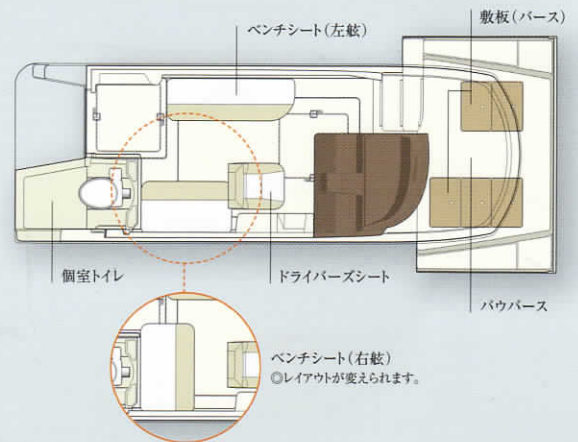 ベンチシート(左舷)
敷板(バース)
個室トイレ
ドライバーズシート
バウバース
ベンチシート(右舷)
◎レイアウトが変えられます。